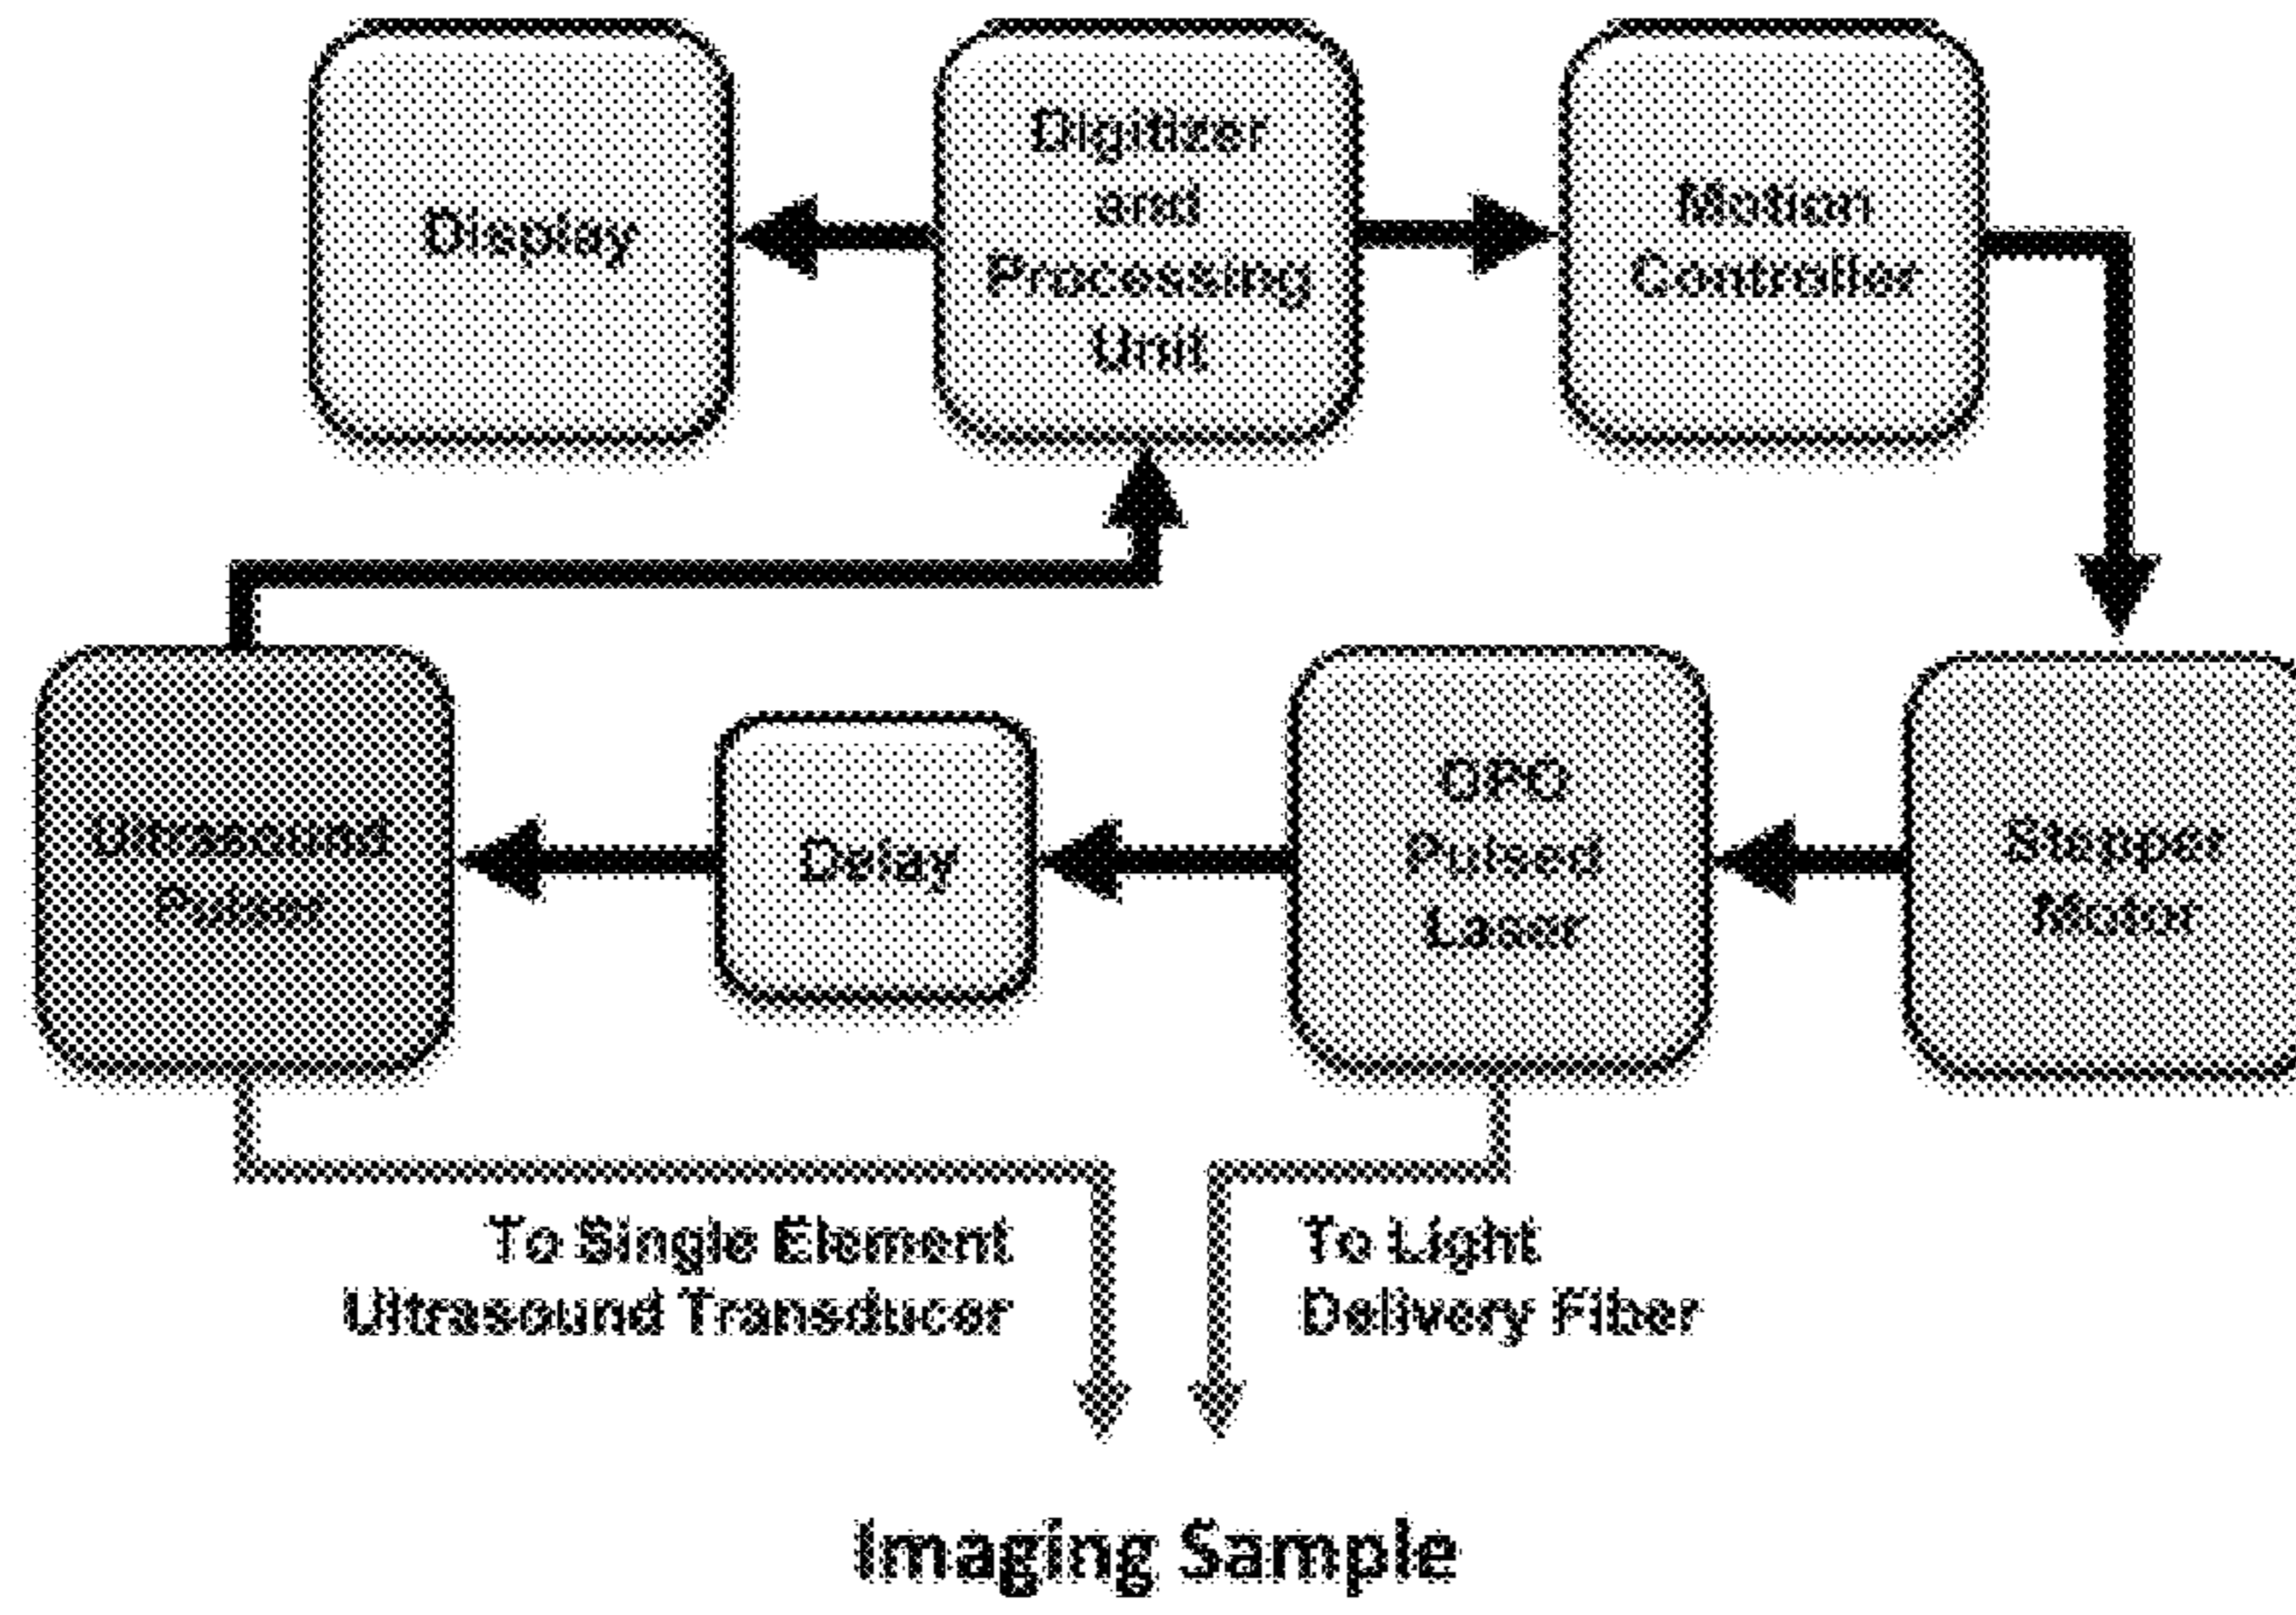 Display
Digitizer
and
Processing
Unit
Motion
Controller
Ultrasound
Pulser
Delay
OPO
Pulsed
Laser
Stepper
Motor
To Single Element
Ultrasound Transducer
To Light
Delivery Fiber
Imaging Sample